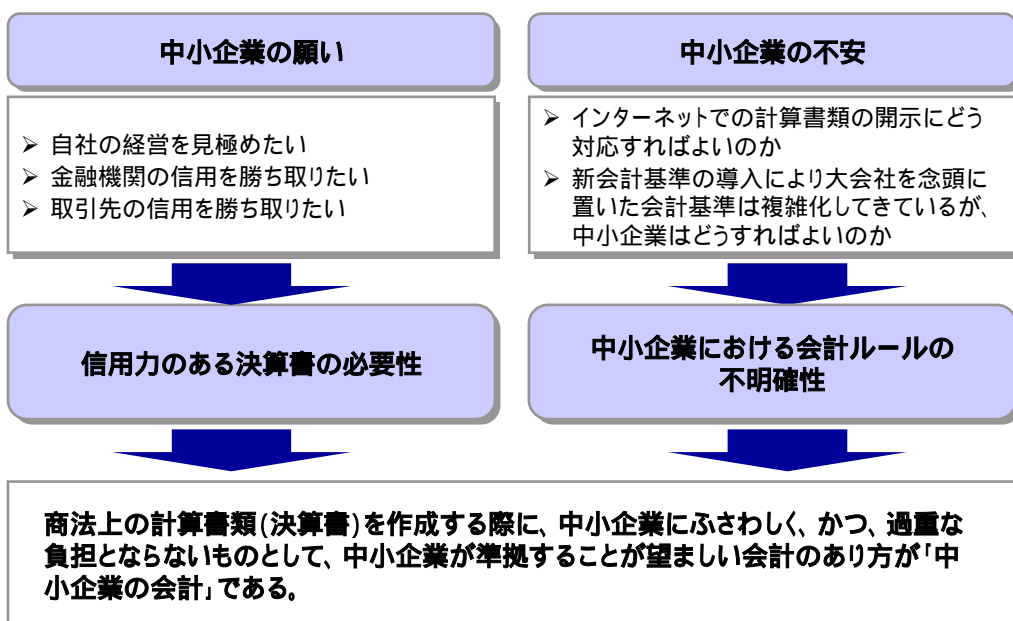 中小企業の願い
➢ 自社の経営を見極めたい
➢ 金融機関の信用を勝ち取りたい
➢ 取引先の信用を勝ち取りたい
信用力のある決算書の必要性
中小企業の不安
➢ インターネットでの計算書類の開示にどう
対応すればよいのか
➢ 新会計基準の導入により大会社を念頭に
置いた会計基準は複雑化してきているが、
中小企業はどうすればよいのか
中小企業における会計ルールの
不明確性
商法上の計算書類(決算書)を作成する際に、中小企業にふさわしく、かつ、過重な
負担とならないものとして、中小企業が準拠することが望ましい会計のあり方が「中
小企業の会計」である。